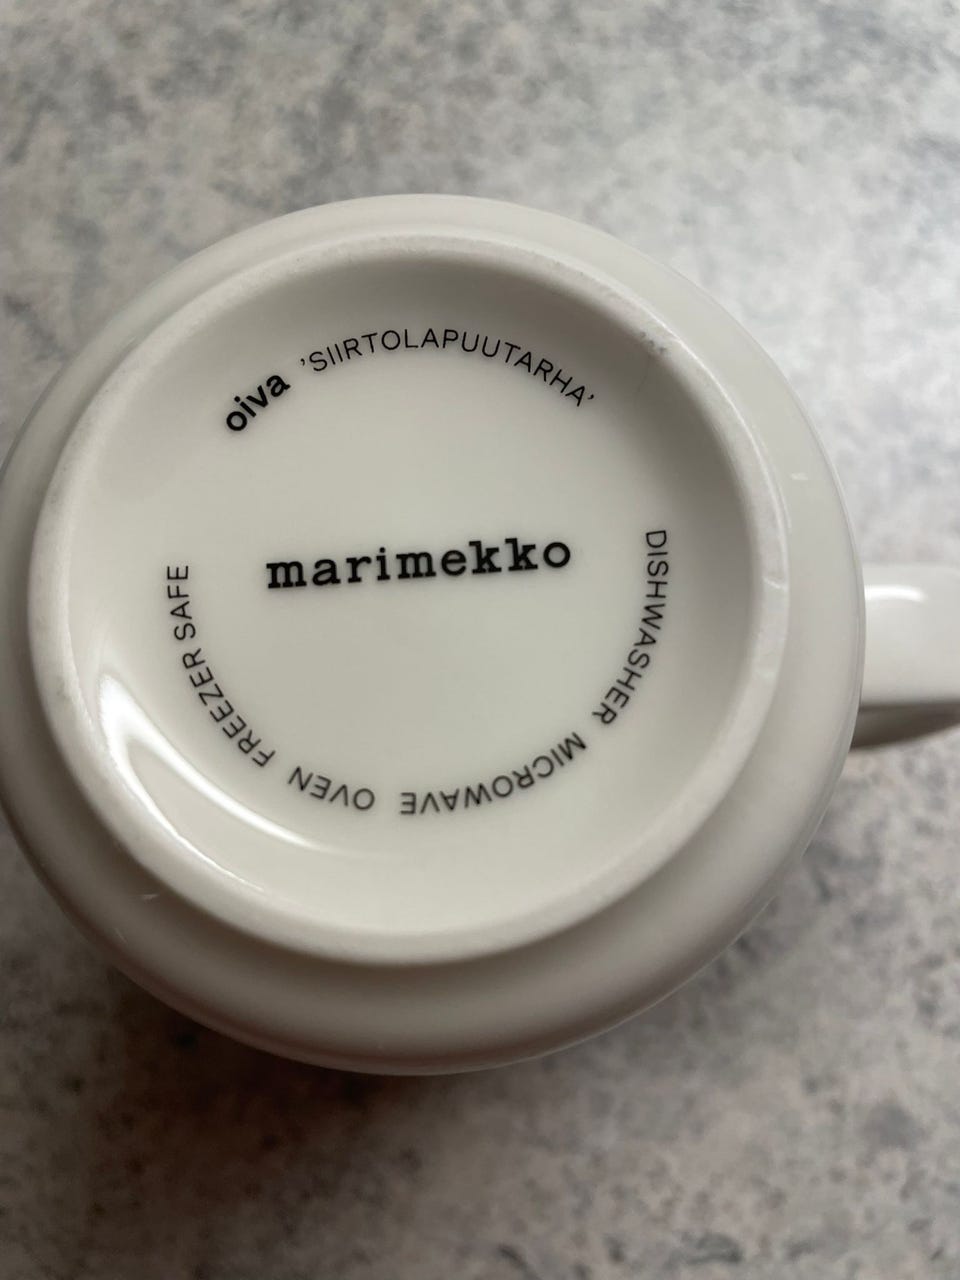 oiva ’SIIRTOLAPUUTARHA’
marimekko
DISHWASHER MICROWAVE OVEN FREEZER SAFE